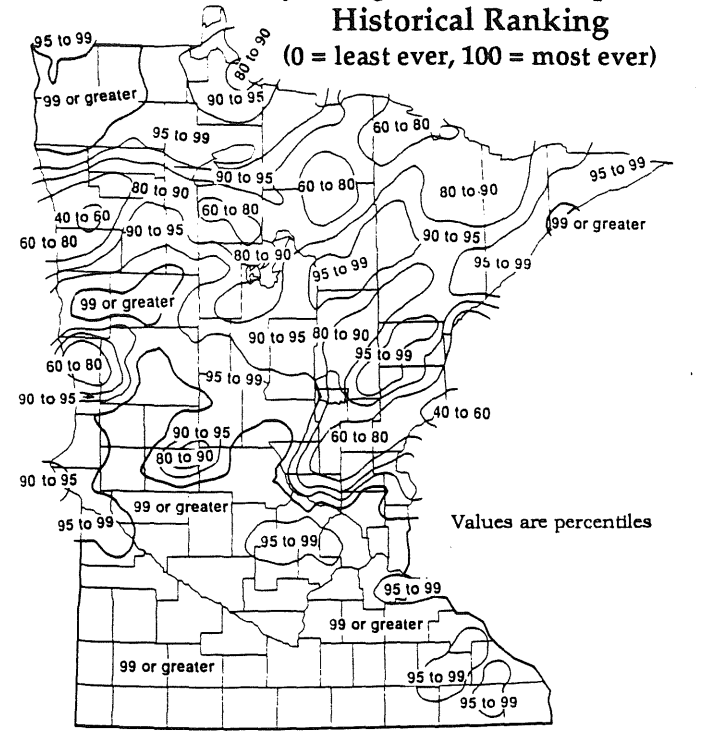 Historical Ranking
(0 = least ever, 100 = most ever)
95 to 99
80 to 90
99 or greater
90 to 95
95 to 99
60 to 80
95 to 99
90 to 95
80 to 90
60 to 80
80 to 90
40 to 60
60 to 80
99 or greater
90 to 95
60 to 80
90 to 95
80 to 90
95 to 99
95 to 99
99 or greater
90 to 95
80 to 90
95 to 99
60 to 80
95 to 99
90 to 95
40 to 60
90 to 95
60 to 80
80 to 90
90 to 95
99 or greater
95 to 99
Values are percentiles
95 to 99
95 to 99
99 or greater
99 or greater
95 to 99
95 to 99